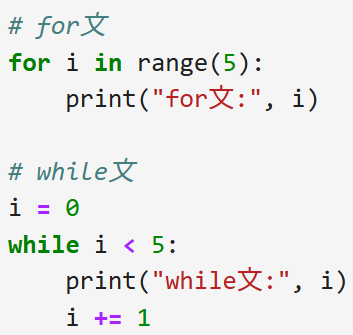 # for文
for i in range(5):
    print("for文:", i)

# while文
i = 0
while i < 5:
    print("while文:", i)
    i += 1